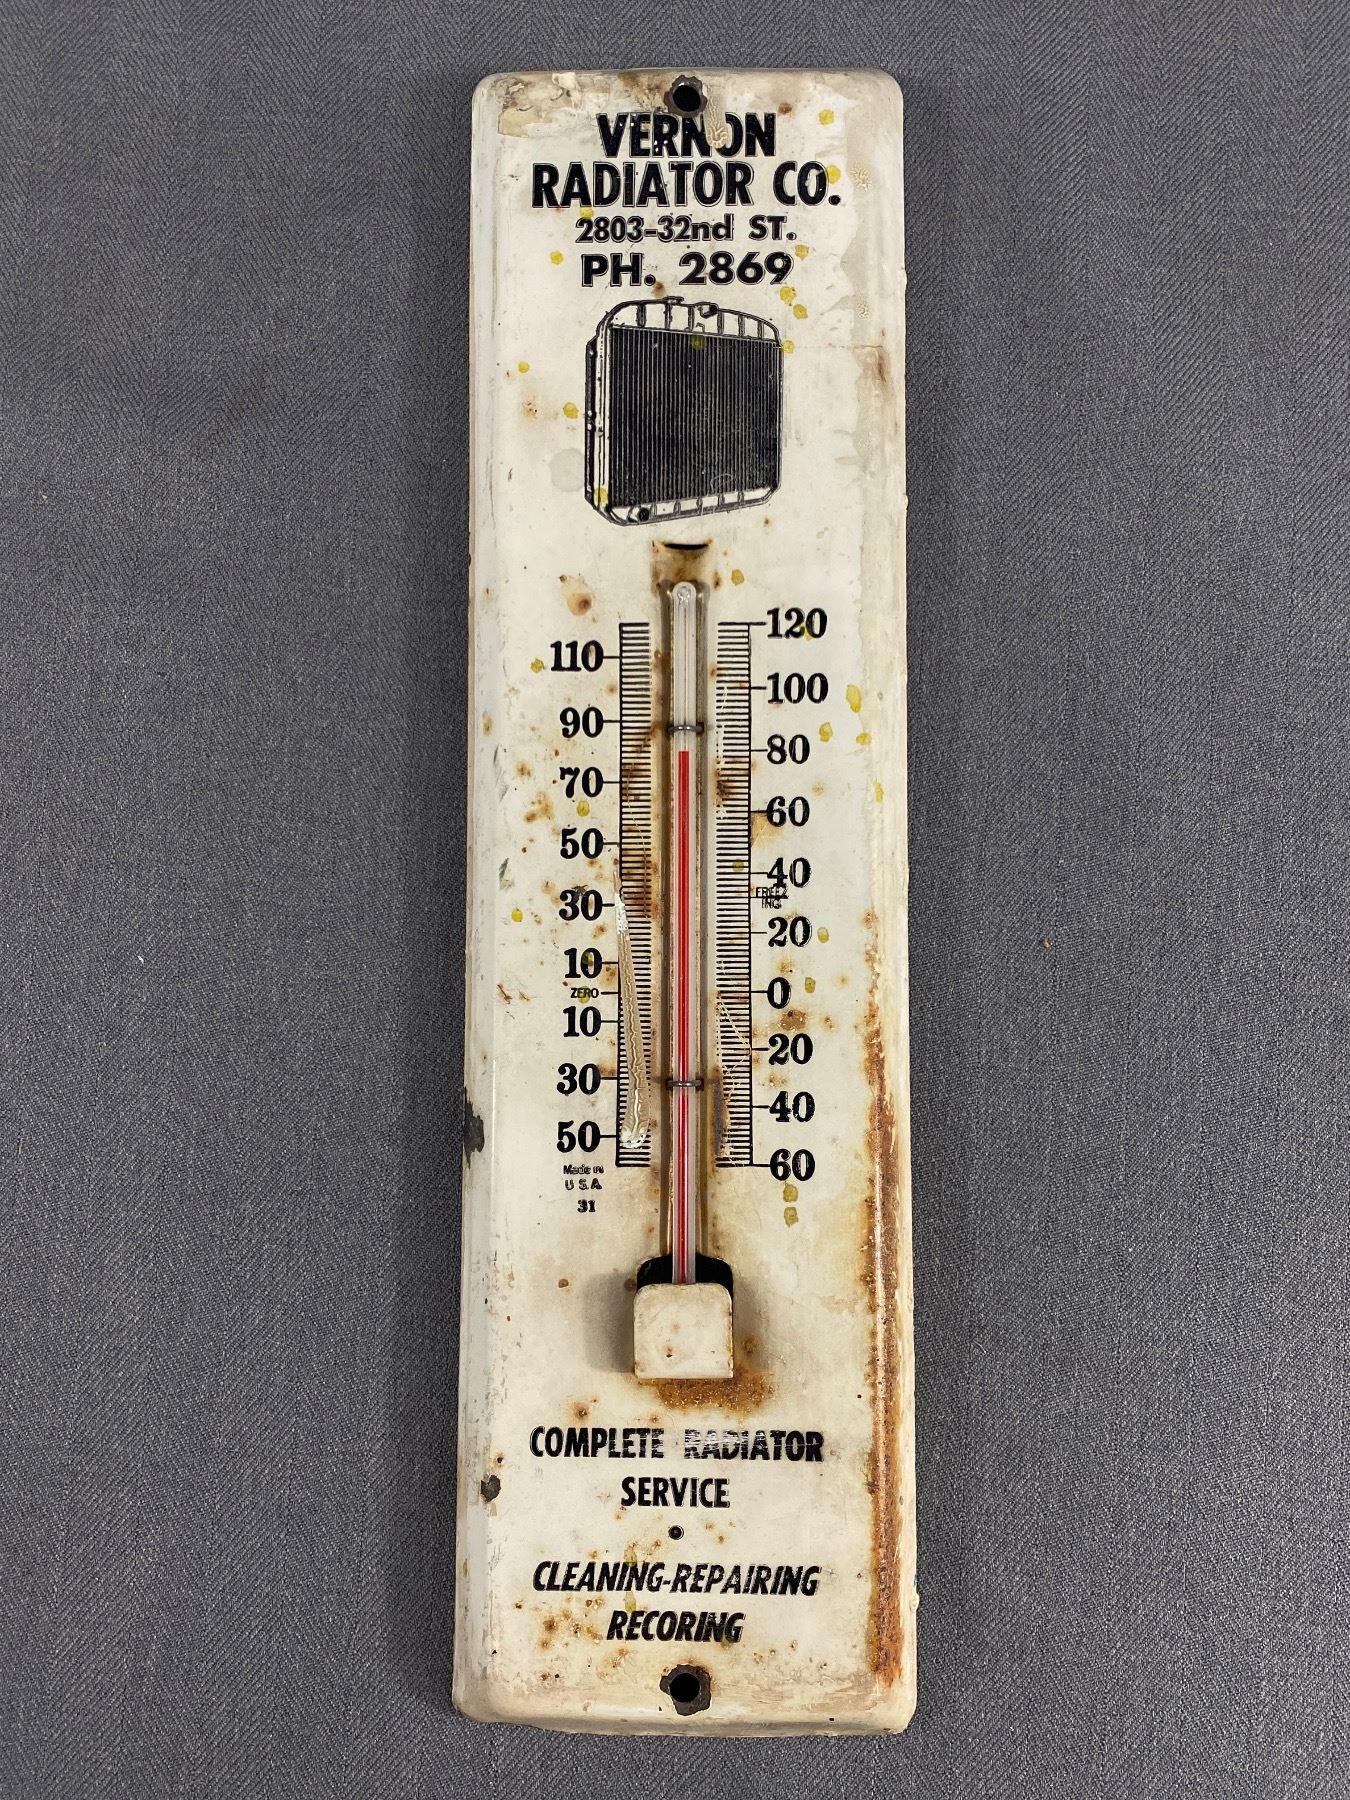 VERNON
RADIATOR CO.
2803-32nd ST.
PH. 2869
120
110
100
90
80
70
60
50
40
FREEZ
ING
30
20
10
ZERO
0
10
20
30
40
50
60
Made in
U.S.A.
31
COMPLETE RADIATOR
SERVICE
•
CLEANING-REPAIRING
RECORING